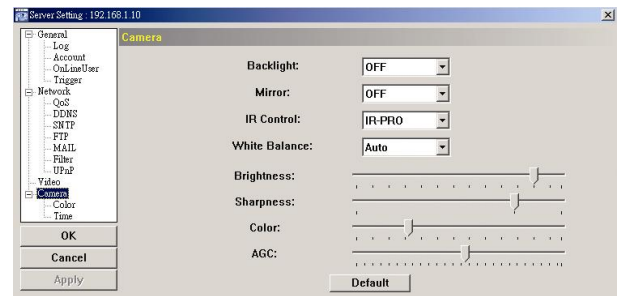 Server Setting : 192.168.1.10
General
Log
Account
OnLineUser
Trigger
Network
QoS
DDNS
SNTP
FTP
MAIL
Filter
UPnP
Video
Camera
Color
Time
OK
Cancel
Apply
Camera
Backlight: OFF
Mirror: OFF
IR Control: IR-PRO
White Balance: Auto
Brightness:
Sharpness:
Color:
AGC:
Default